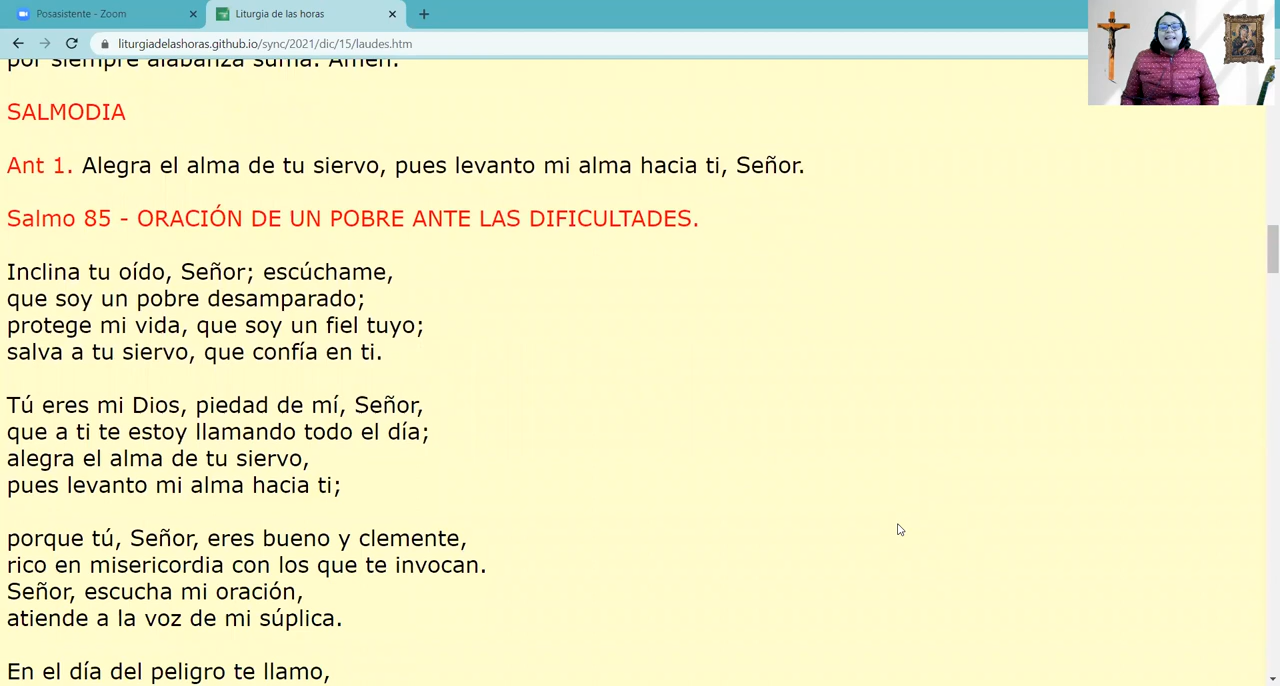 Posasistente - Zoom
Liturgia de las horas
liturgiadelashoras.github.io/sync/2021/dic/15/laudes.htm
por siempre alabanza suma. Amén.
SALMODIA
Ant 1. Alegra el alma de tu siervo, pues levanto mi alma hacia ti, Señor.
Salmo 85 - ORACIÓN DE UN POBRE ANTE LAS DIFICULTADES.
Inclina tu oído, Señor; escúchame,
que soy un pobre desamparado;
protege mi vida, que soy un fiel tuyo;
salva a tu siervo, que confía en ti.
Tú eres mi Dios, piedad de mí, Señor,
que a ti te estoy llamando todo el día;
alegra el alma de tu siervo,
pues levanto mi alma hacia ti;
porque tú, Señor, eres bueno y clemente,
rico en misericordia con los que te invocan.
Señor, escucha mi oración,
atiende a la voz de mi súplica.
En el día del peligro te llamo,